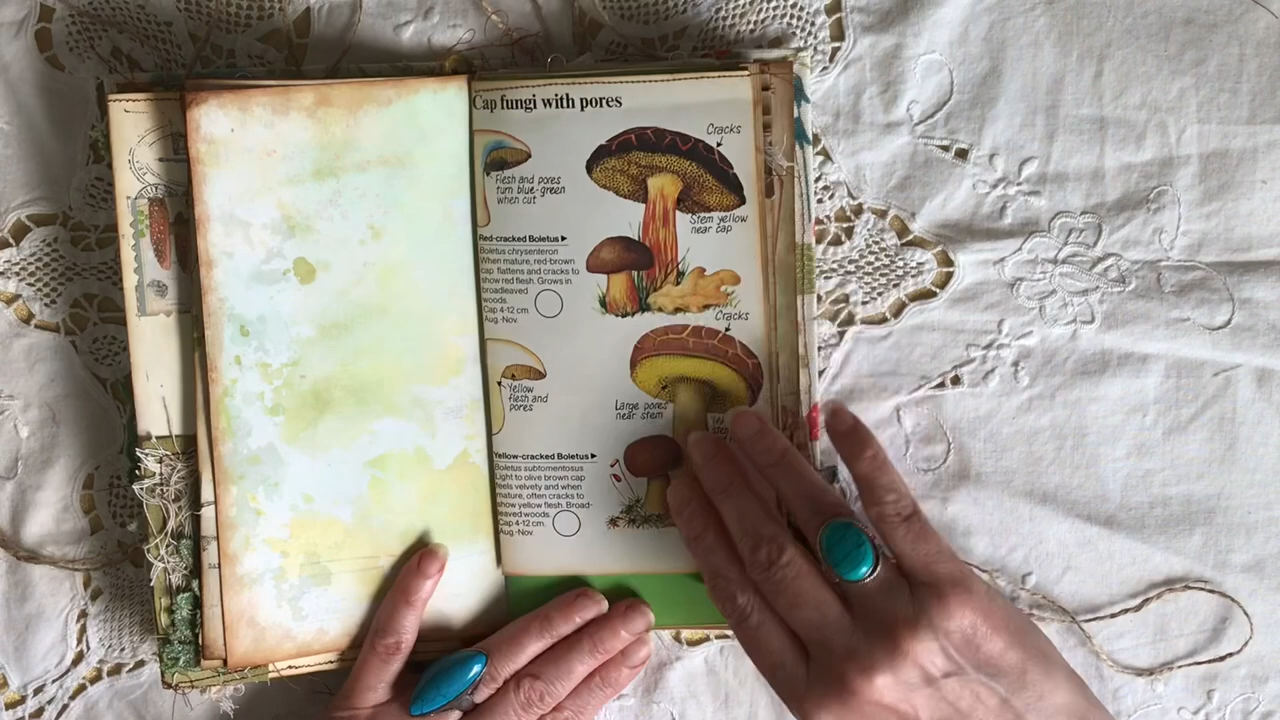 Cap fungi with pores
Cracks
Flesh and pores
turn blue-green
when cut
Stem yellow
near cap
Red-cracked Boletus
Boletus chrysenteron
When mature, red-brown
cap flattens and cracks to
show red flesh. Grows in
broadleaved
woods.
Cap 4-12 cm.
Aug.-Nov.
Cracks
Yellow
flesh and
pores
Large pores
near stem
Yellow-cracked Boletus
Boletus subtomentosus
Light to olive brown cap
feels velvety and when
mature, often cracks to
show yellow flesh. Broad-
leaved woods.
Cap 4-12 cm.
Aug.-Nov.